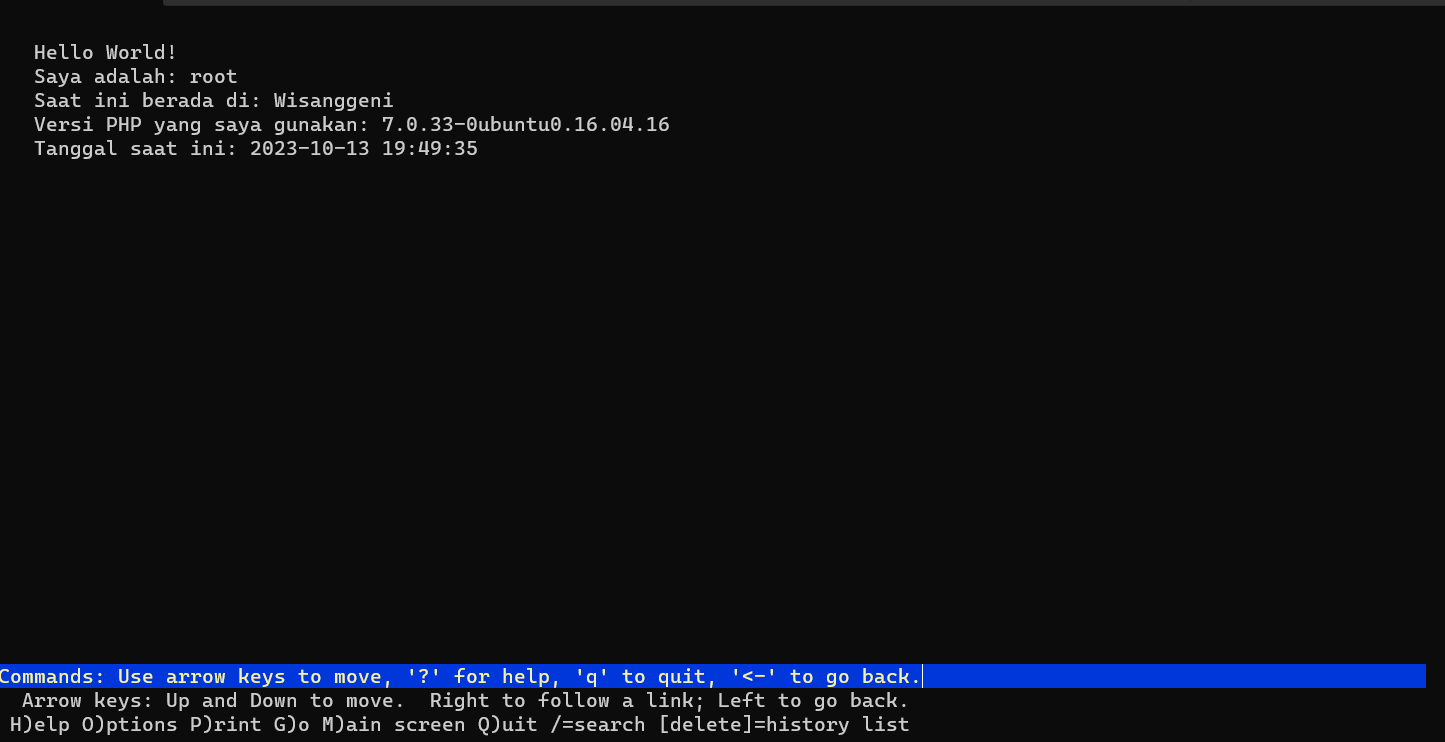 Hello World!
Saya adalah: root
Saat ini berada di: Wisanggeni
Versi PHP yang saya gunakan: 7.0.33-0ubuntu0.16.04.16
Tanggal saat ini: 2023-10-13 19:49:35
Commands: Use arrow keys to move, '?' for help, 'q' to quit, '<-' to go back.
Arrow keys: Up and Down to move.  Right to follow a link; Left to go back.
H)elp O)ptions P)rint G)o M)ain screen Q)uit /=search [delete]=history list